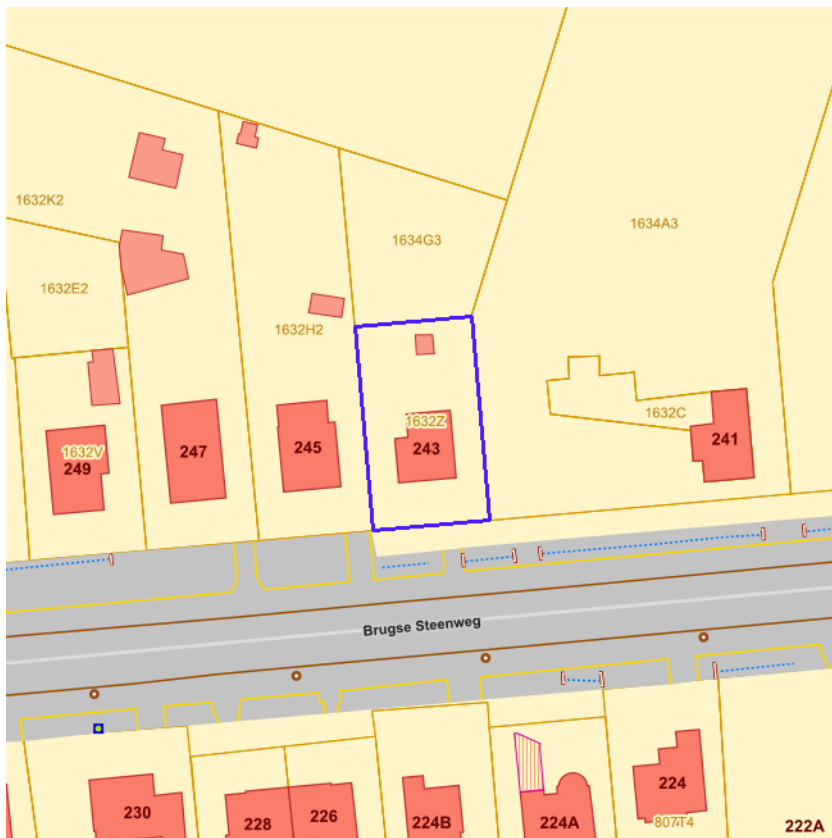 1632K2
1634A3
1634G3
1632E2
1632H2
1632C
1632Z
241
243
245
247
1632V
249
Brugse Steenweg
224
230
226
228
224B
224A
807T4
222A